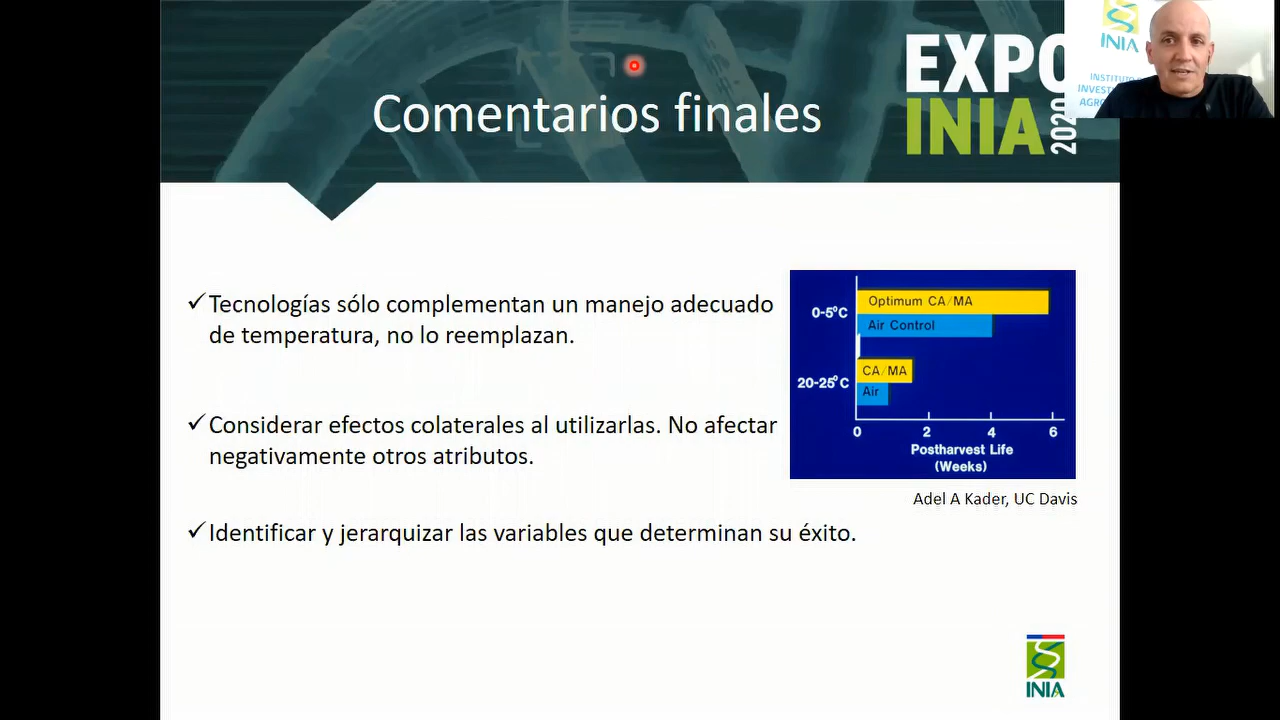 Comentarios finales
EXPO
INIA
2020
INIA
INSTITUTO
INVES
AGRO
✓Tecnologías sólo complementan un manejo adecuado
de temperatura, no lo reemplazan.
✓Considerar efectos colaterales al utilizarlas. No afectar
negativamente otros atributos.
✓Identificar y jerarquizar las variables que determinan su éxito.
0-5°C
Optimum CA/MA
Air Control
20-25°C
CA/MA
Air
0 2 4 6
Postharvest Life
(Weeks)
Adel A Kader, UC Davis
INIA